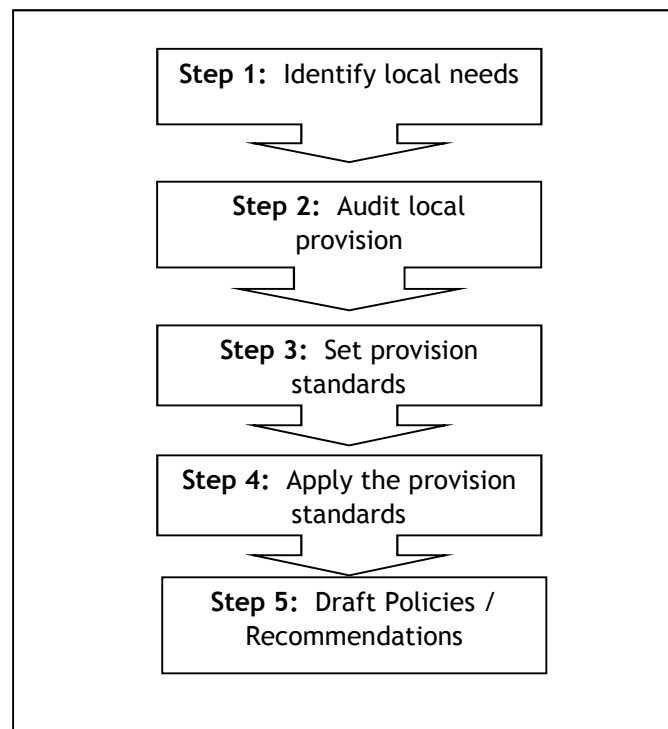 Step 1: Identify local needs
Step 2: Audit local
provision
Step 3: Set provision
standards
Step 4: Apply the provision
standards
Step 5: Draft Policies /
Recommendations